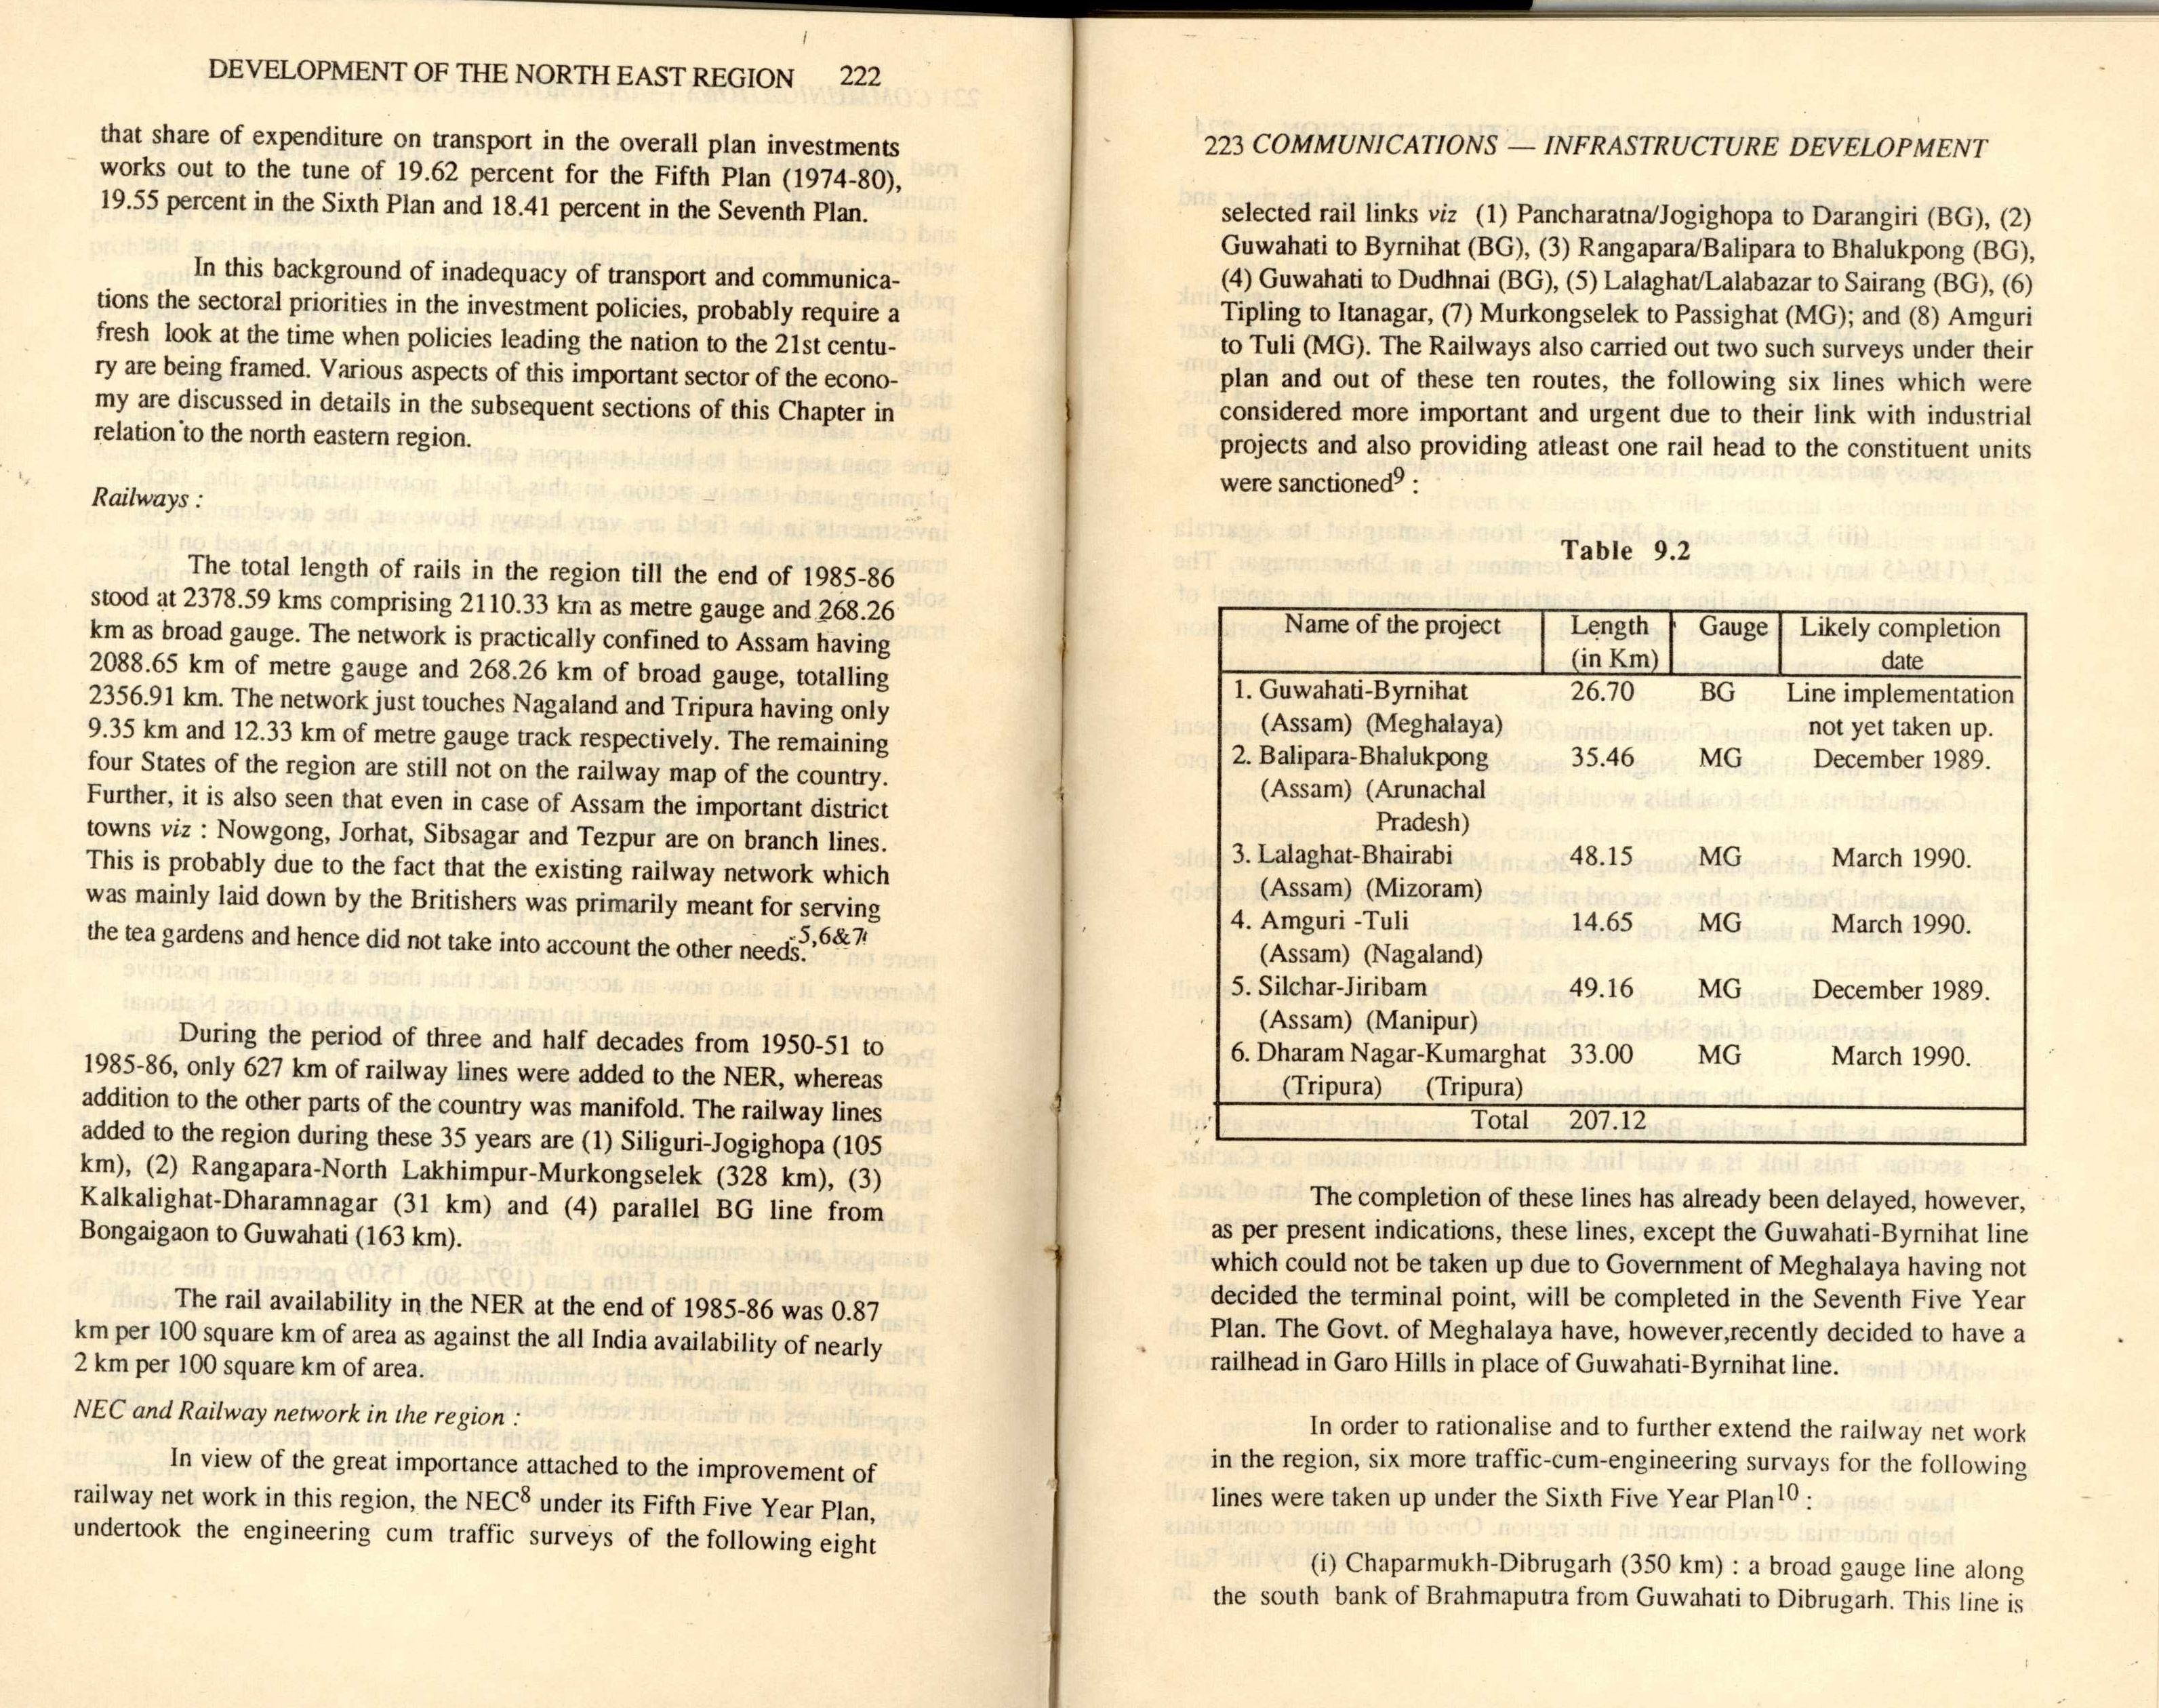 DEVELOPMENT OF THE NORTH EAST REGION 222
that share of expenditure on transport in the overall plan investments
works out to the tune of 19.62 percent for the Fifth Plan (1974-80),
19.55 percent in the Sixth Plan and 18.41 percent in the Seventh Plan.
In this background of inadequacy of transport and communica-
tions the sectoral priorities in the investment policies, probably require a
fresh look at the time when policies leading the nation to the 21st centu-
ry are being framed. Various aspects of this important sector of the econo-
my are discussed in details in the subsequent sections of this Chapter in
relation to the north eastern region.
Railways :
The total length of rails in the region till the end of 1985-86
stood at 2378.59 kms comprising 2110.33 km as metre gauge and 268.26
km as broad gauge. The network is practically confined to Assam having
2088.65 km of metre gauge and 268.26 km of broad gauge, totalling
2356.91 km. The network just touches Nagaland and Tripura having only
9.35 km and 12.33 km of metre gauge track respectively. The remaining
four States of the region are still not on the railway map of the country.
Further, it is also seen that even in case of Assam the important district
towns viz : Nowgong, Jorhat, Sibsagar and Tezpur are on branch lines.
This is probably due to the fact that the existing railway network which
was mainly laid down by the Britishers was primarily meant for serving
the tea gardens and hence did not take into account the other needs.5,6&7
During the period of three and half decades from 1950-51 to
1985-86, only 627 km of railway lines were added to the NER, whereas
addition to the other parts of the country was manifold. The railway lines
added to the region during these 35 years are (1) Siliguri-Jogighopa (105
km), (2) Rangapara-North Lakhimpur-Murkongselek (328 km), (3)
Kalkalighat-Dharamnagar (31 km) and (4) parallel BG line from
Bongaigaon to Guwahati (163 km).
The rail availability in the NER at the end of 1985-86 was 0.87
km per 100 square km of area as against the all India availability of nearly
2 km per 100 square km of area.
NEC and Railway network in the region :
In view of the great importance attached to the improvement of
railway net work in this region, the NEC8 under its Fifth Five Year Plan,
undertook the engineering cum traffic surveys of the following eight
223 COMMUNICATIONS — INFRASTRUCTURE DEVELOPMENT
selected rail links viz (1) Pancharatna/Jogighopa to Darangiri (BG), (2)
Guwahati to Byrnihat (BG), (3) Rangapara/Balipara to Bhalukpong (BG),
(4) Guwahati to Dudhnai (BG), (5) Lalaghat/Lalabazar to Sairang (BG), (6)
Tipling to Itanagar, (7) Murkongselek to Passighat (MG); and (8) Amguri
to Tuli (MG). The Railways also carried out two such surveys under their
plan and out of these ten routes, the following six lines which were
considered more important and urgent due to their link with industrial
projects and also providing atleast one rail head to the constituent units
were sanctioned9 :
Table 9.2
Name of the project Length Gauge Likely completion
(in Km) date
1. Guwahati-Byrnihat 26.70 BG Line implementation
(Assam) (Meghalaya) not yet taken up.
2. Balipara-Bhalukpong 35.46 MG December 1989.
(Assam) (Arunachal
Pradesh)
3. Lalaghat-Bhairabi 48.15 MG March 1990.
(Assam) (Mizoram)
4. Amguri -Tuli 14.65 MG March 1990.
(Assam) (Nagaland)
5. Silchar-Jiribam 49.16 MG December 1989.
(Assam) (Manipur)
6. Dharam Nagar-Kumarghat 33.00 MG March 1990.
(Tripura) (Tripura)
Total 207.12
The completion of these lines has already been delayed, however,
as per present indications, these lines, except the Guwahati-Byrnihat line
which could not be taken up due to Government of Meghalaya having not
decided the terminal point, will be completed in the Seventh Five Year
Plan. The Govt. of Meghalaya have, however,recently decided to have a
railhead in Garo Hills in place of Guwahati-Byrnihat line.
In order to rationalise and to further extend the railway net work
in the region, six more traffic-cum-engineering survays for the following
lines were taken up under the Sixth Five Year Plan10 :
(i) Chaparmukh-Dibrugarh (350 km) : a broad gauge line along
the south bank of Brahmaputra from Guwahati to Dibrugarh. This line is